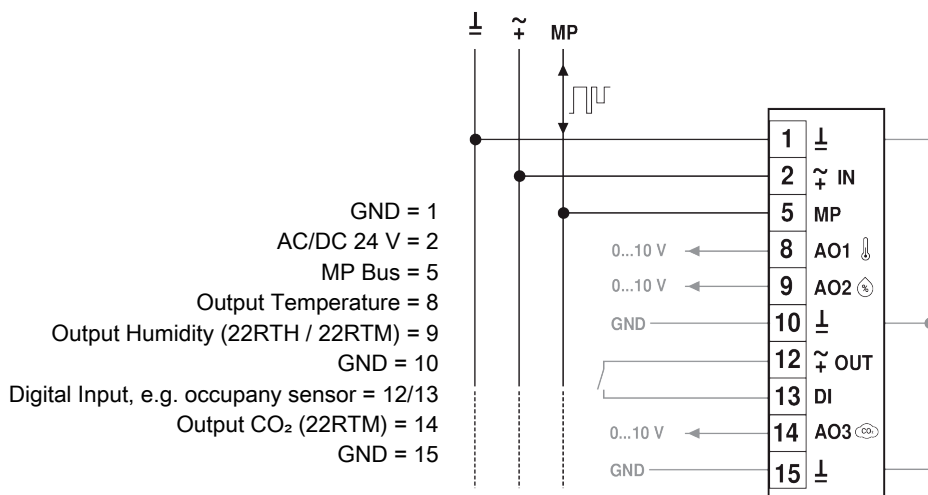 MP
GND = 1
AC/DC 24 V = 2
MP Bus = 5
Output Temperature = 8
Output Humidity (22RTH / 22RTM) = 9
GND = 10
Digital Input, e.g. occupany sensor = 12/13
Output CO₂ (22RTM) = 14
GND = 15
0...10 V
0...10 V
GND
0...10 V
GND
1
2 IN
5 MP
8 AO1
9 AO2 %
10
12 OUT
13 DI
14 AO3 CO₂
15